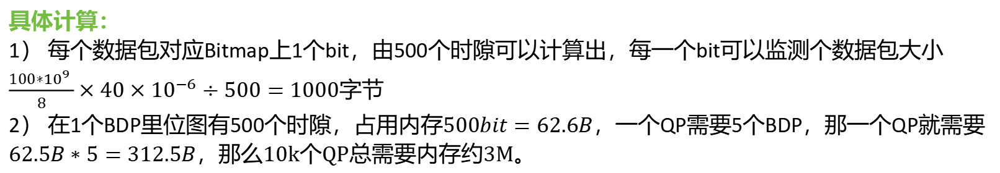 具体计算：
1） 每个数据包对应Bitmap上1个bit，由500个时隙可以计算出，每一个bit可以监测个数据包大小
\frac{100*10^9}{8} × 40 × 10^{-6} ÷ 500 = 1000字节
2） 在1个BDP里位图有500个时隙，占用内存500bit = 62.6B，一个QP需要5个BDP，那一个QP就需要
62.5B * 5 = 312.5B，那么10k个QP总需要内存约3M。